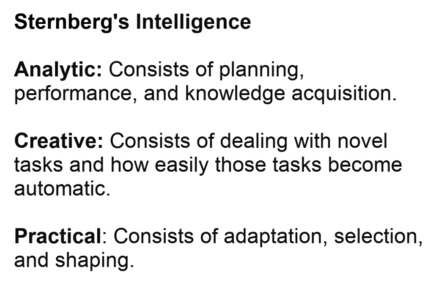 Sternberg's Intelligence
Analytic: Consists of planning,
performance, and knowledge acquisition.
Creative: Consists of dealing with novel
tasks and how easily those tasks become
automatic.
Practical: Consists of adaptation, selection,
and shaping.